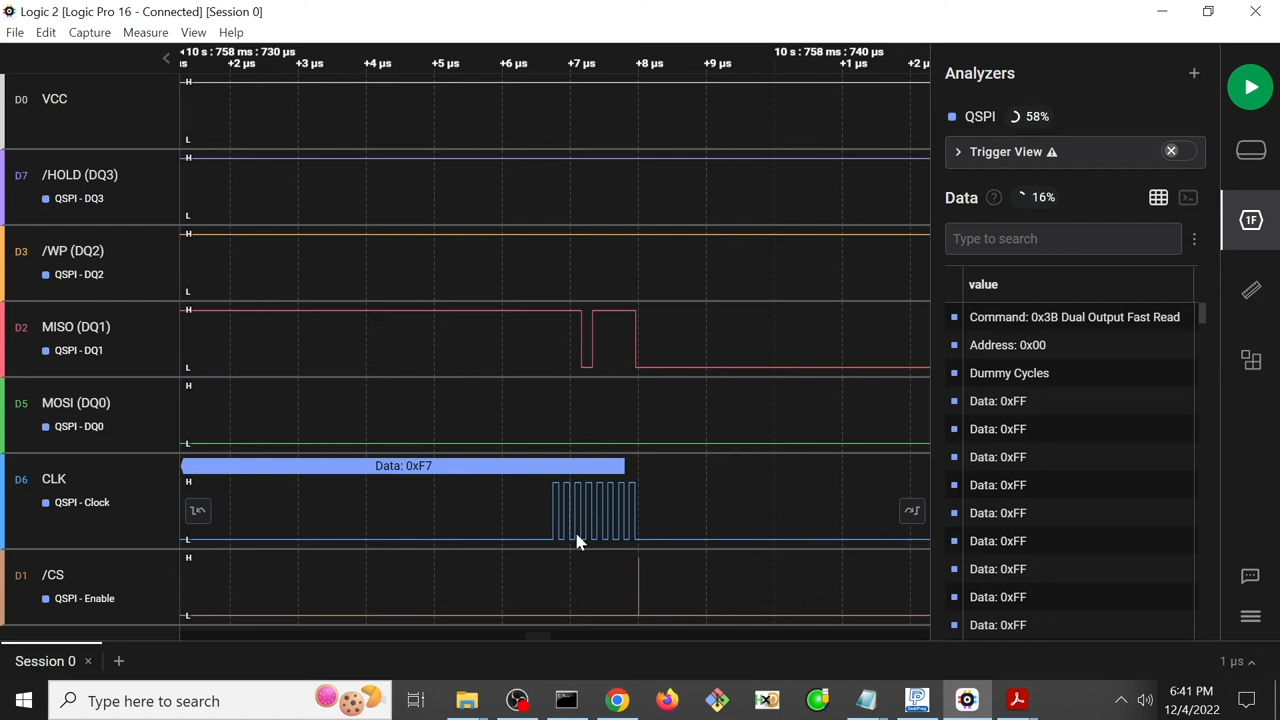 Logic 2 [Logic Pro 16 - Connected] [Session 0]
File Edit Capture Measure View Help
10 s : 758 ms : 730 µs 10 s : 758 ms : 740 µs
+2 µs +3 µs +4 µs +5 µs +6 µs +7 µs +8 µs +9 µs +1 µs +2 µ
D0 VCC
H
L
D7 /HOLD (DQ3)
QSPI - DQ3
H
L
D3 /WP (DQ2)
QSPI - DQ2
H
L
D2 MISO (DQ1)
QSPI - DQ1
H
L
D5 MOSI (DQ0)
QSPI - DQ0
H
L
D6 CLK
QSPI - Clock
Data: 0xF7
H
L
D1 /CS
QSPI - Enable
H
L
Analyzers
QSPI 58%
Trigger View
Data 16%
Type to search
value
Command: 0x3B Dual Output Fast Read
Address: 0x00
Dummy Cycles
Data: 0xFF
Data: 0xFF
Data: 0xFF
Data: 0xFF
Data: 0xFF
Data: 0xFF
Data: 0xFF
Data: 0xFF
Data: 0xFF
1F
Session 0
1 µs
Type here to search
6:41 PM
12/4/2022